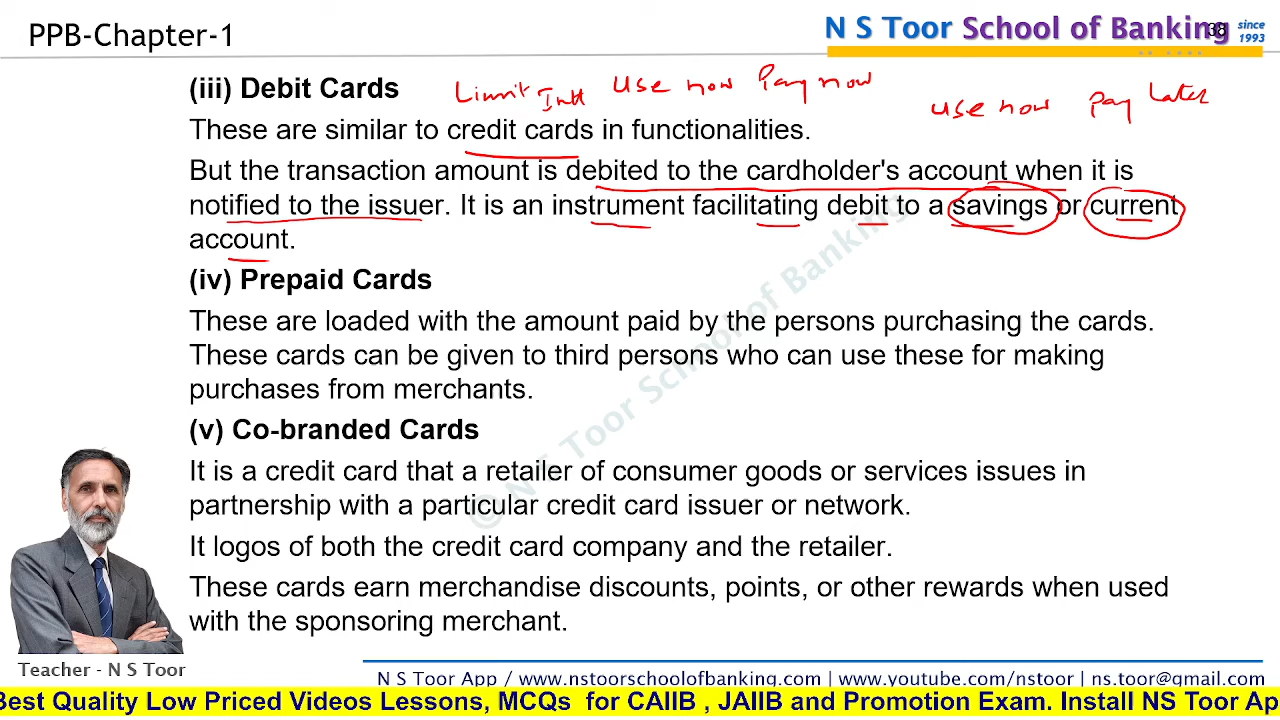 PPB-Chapter-1
N S Toor School of Banking
38
since
1993
(iii) Debit Cards
Limit Intt Use now Pay now
use now pay Later
These are similar to credit cards in functionalities.
But the transaction amount is debited to the cardholder's account when it is
notified to the issuer. It is an instrument facilitating debit to a savings or current
account.
(iv) Prepaid Cards
These are loaded with the amount paid by the persons purchasing the cards.
These cards can be given to third persons who can use these for making
purchases from merchants.
(v) Co-branded Cards
It is a credit card that a retailer of consumer goods or services issues in
partnership with a particular credit card issuer or network.
It logos of both the credit card company and the retailer.
These cards earn merchandise discounts, points, or other rewards when used
with the sponsoring merchant.
© N S Toor School of Banking
Teacher - N S Toor
N S Toor App / www.nstoorschoolofbanking.com | www.youtube.com/nstoor | ns.toor@gmail.com
Best Quality Low Priced Videos Lessons, MCQs for CAIIB , JAIIB and Promotion Exam. Install NS Toor Ap